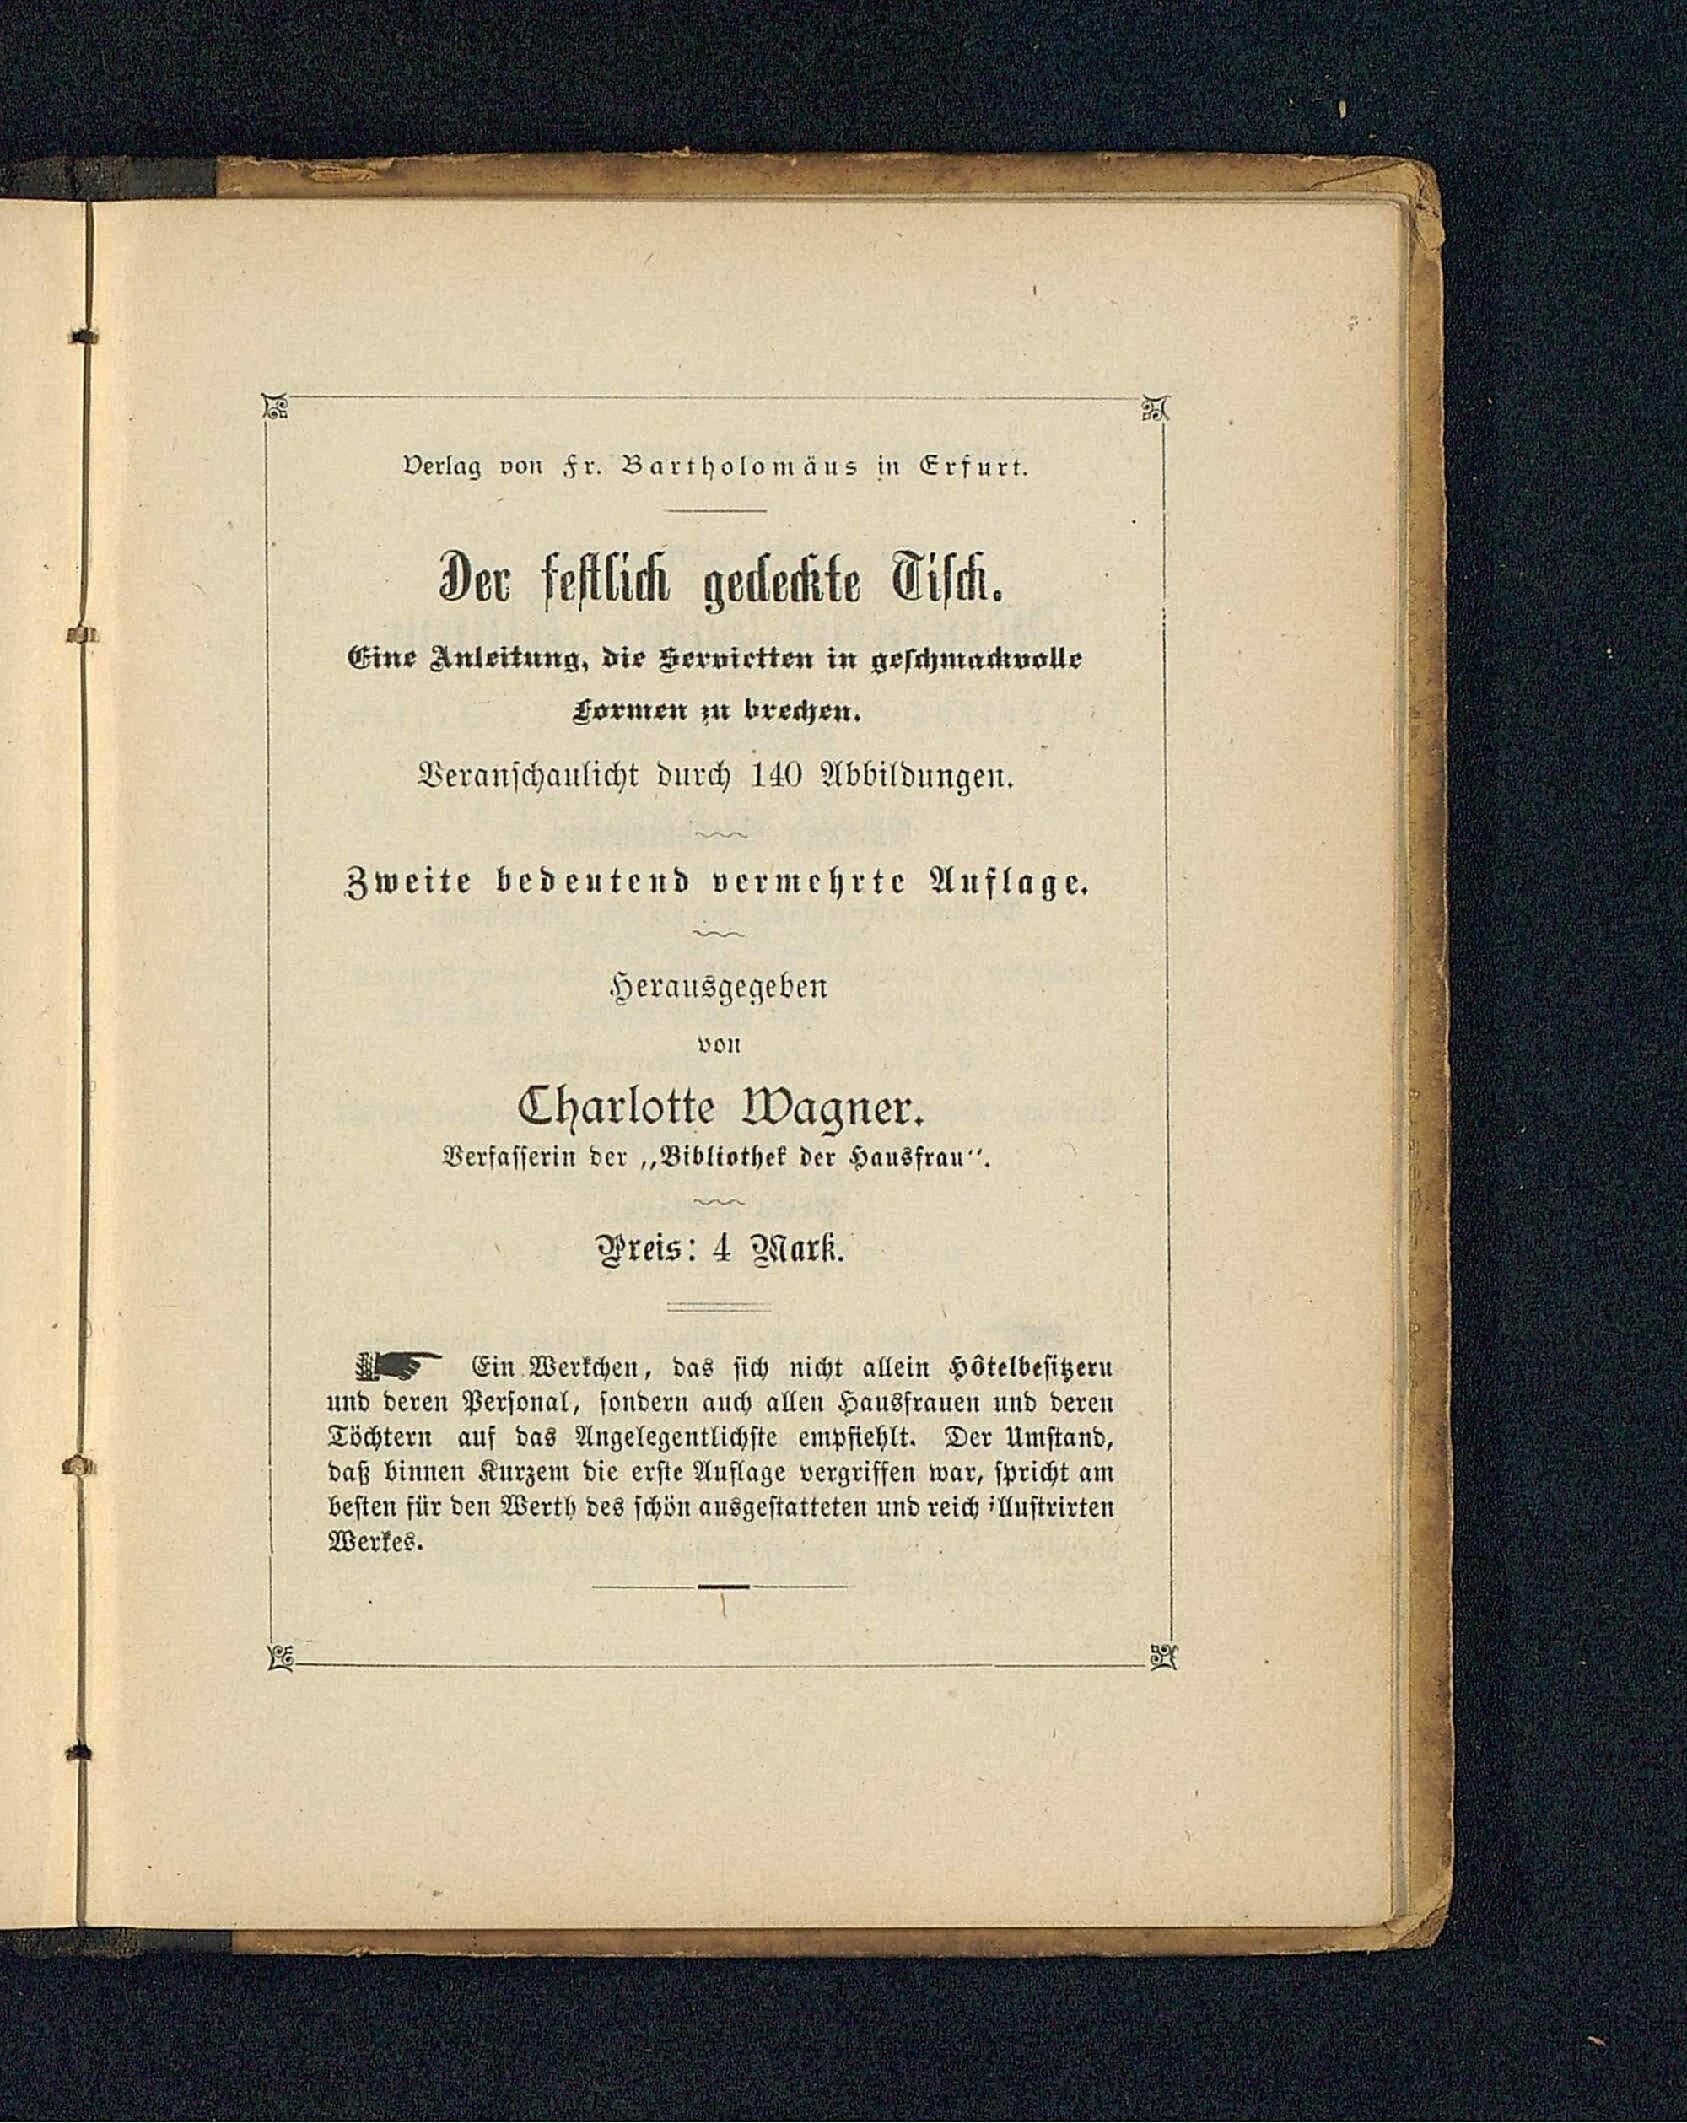 Verlag von Fr. Bartholomäus in Erfurt.
Der festlich gedeckte Tisch.
Eine Anleitung, die Servietten in geschmackvolle
Formen zu brechen.
Veranschaulicht durch 140 Abbildungen.
Zweite bedeutend vermehrte Auflage.
Herausgegeben
von
Charlotte Wagner.
Verfasserin der „Bibliothek der Hausfrau“.
Preis: 4 Mark.
Ein Werkchen, das sich nicht allein Hôtelbesitzern
und deren Personal, sondern auch allen Hausfrauen und deren
Töchtern auf das Angelegentlichste empfiehlt. Der Umstand,
daß binnen Kurzem die erste Auflage vergriffen war, spricht am
besten für den Werth des schön ausgestatteten und reich illustrirten
Werkes.